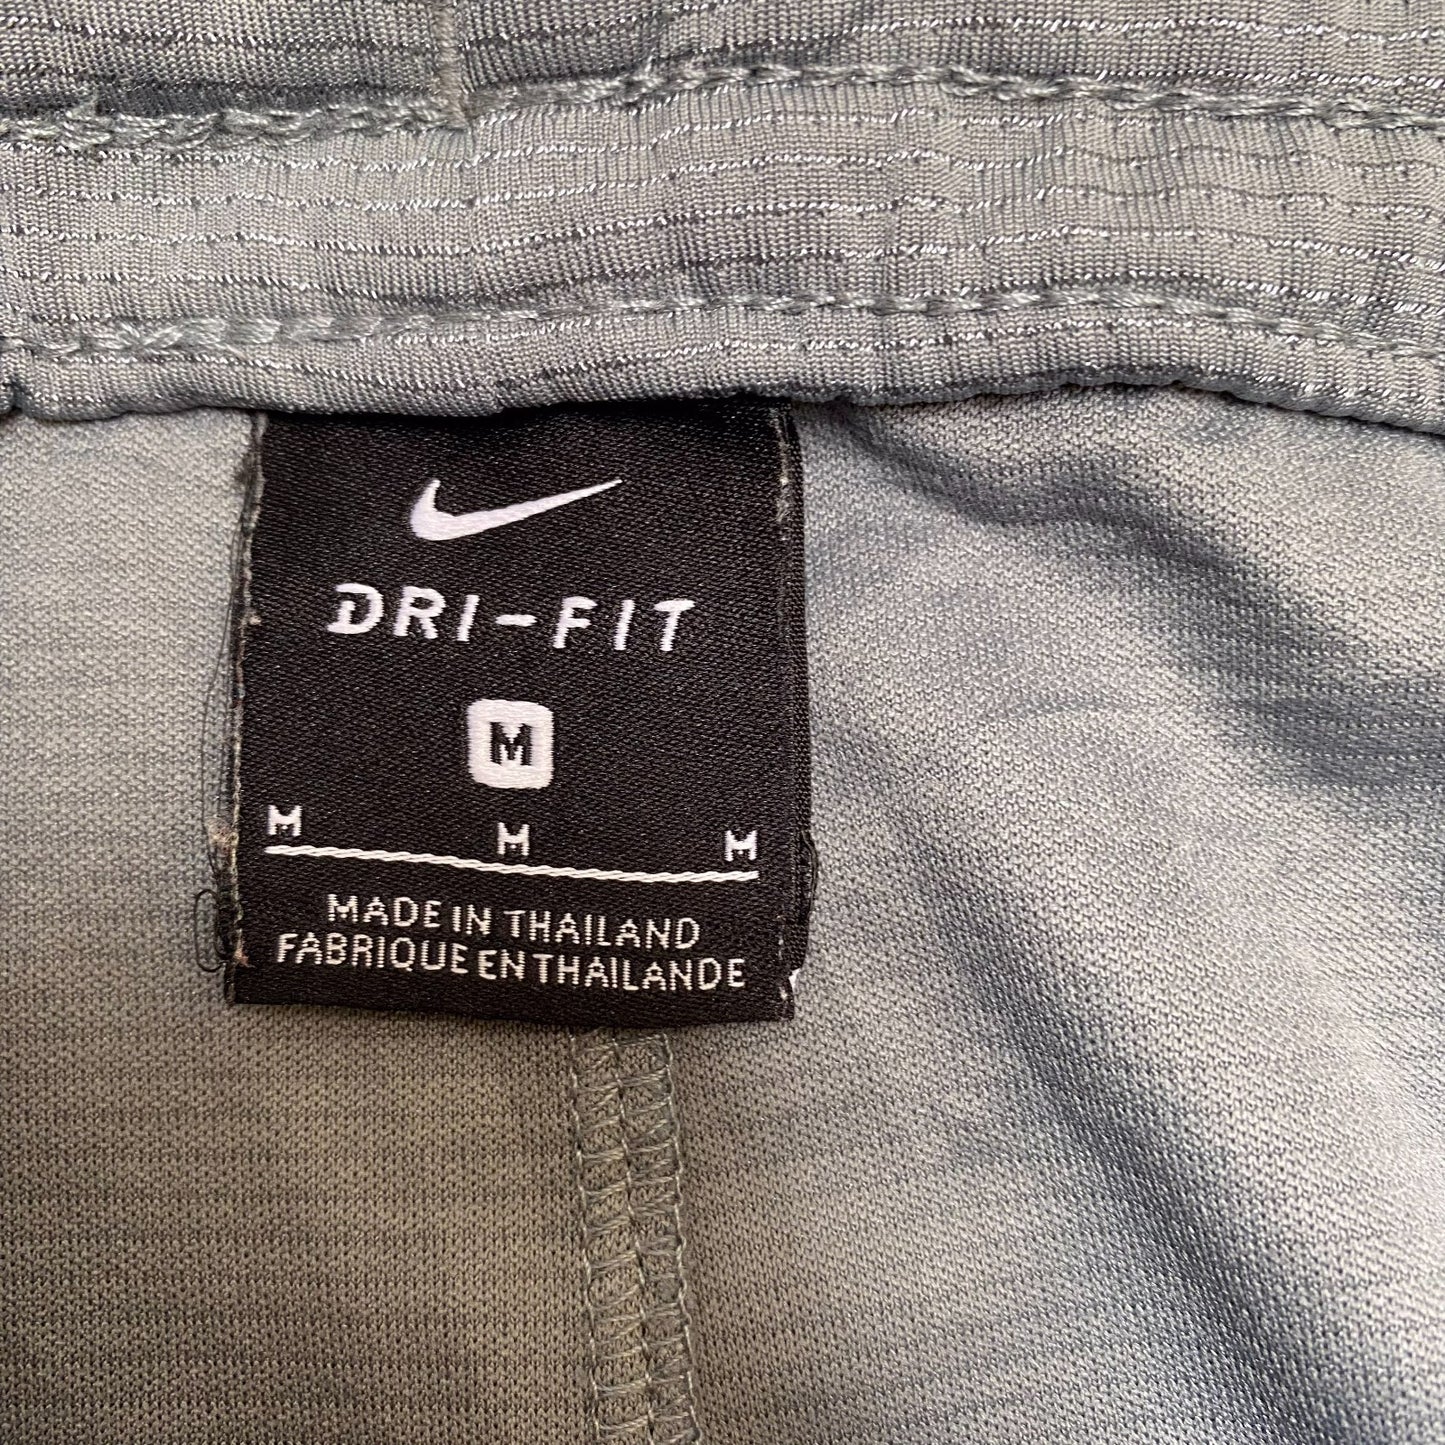 DRI-FIT
M
M M M
MADE IN THAILAND
FABRIQUE EN THAILANDE